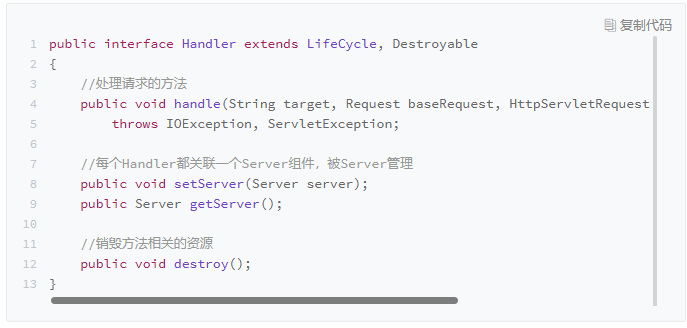 复制代码
1 public interface Handler extends LifeCycle, Destroyable
2 {
3     //处理请求的方法
4     public void handle(String target, Request baseRequest, HttpServletRequest
5         throws IOException, ServletException;
6
7     //每个Handler都关联一个Server组件，被Server管理
8     public void setServer(Server server);
9     public Server getServer();
10
11     //销毁方法相关的资源
12     public void destroy();
13 }